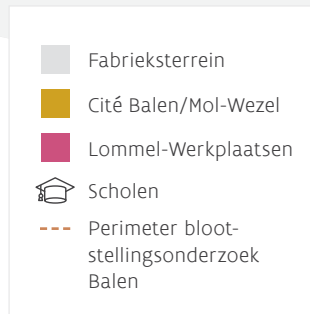 Fabrieksterrein
Cité Balen/Mol-Wezel
Lommel-Werkplaatsen
Scholen
Perimeter bloot-
stellingsonderzoek
Balen